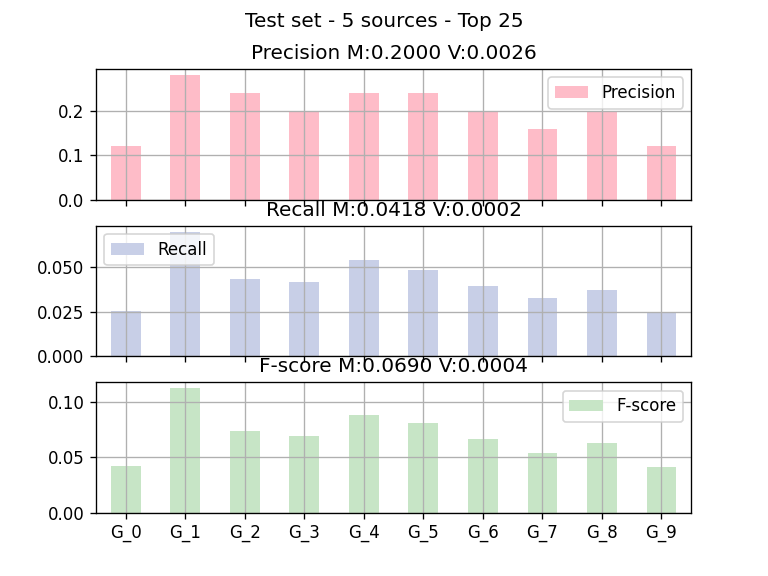 Test set - 5 sources - Top 25
Precision M:0.2000 V:0.0026
0.2
0.1
0.0
Precision
Recall M:0.0418 V:0.0002
0.050
0.025
0.000
Recall
F-score M:0.0690 V:0.0004
0.10
0.05
0.00
F-score
G_0 G_1 G_2 G_3 G_4 G_5 G_6 G_7 G_8 G_9